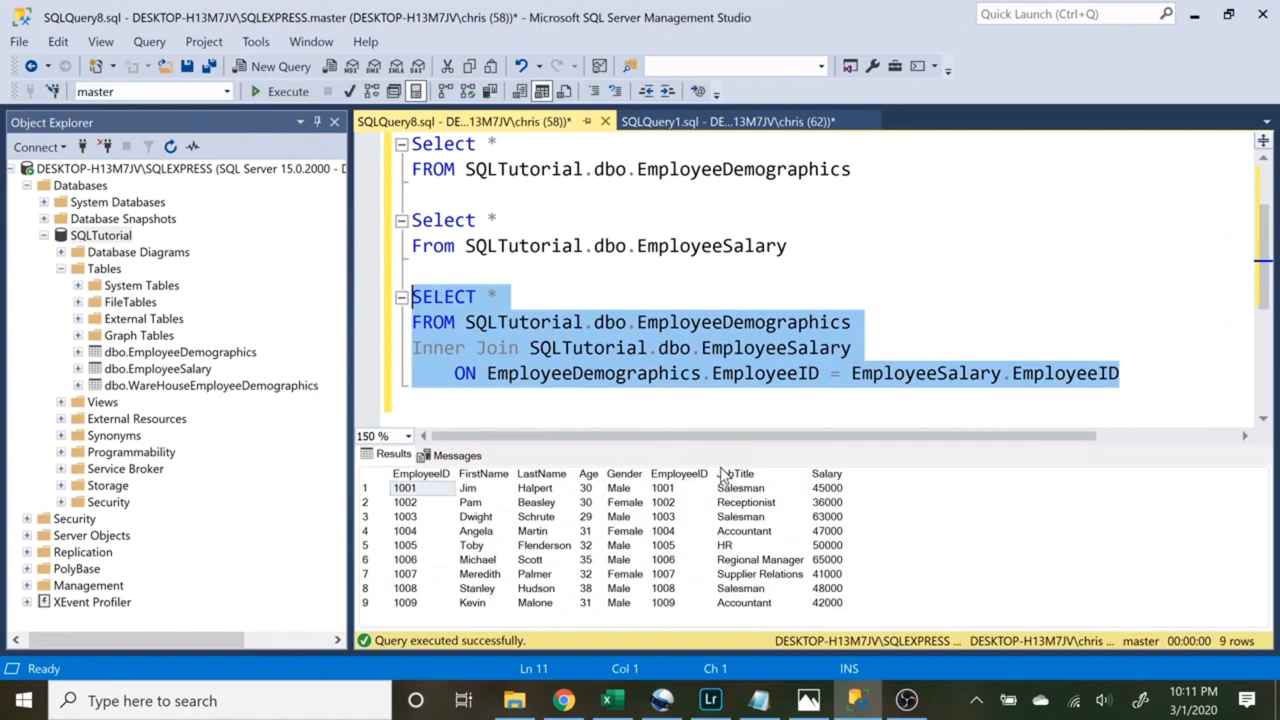 SQLQuery8.sql - DESKTOP-H13M7JV\SQLEXPRESS.master (DESKTOP-H13M7JV\chris (58))* - Microsoft SQL Server Management Studio
Quick Launch (Ctrl+Q)
File Edit View Query Project Tools Window Help
New Query
MDX DMX XMLA DAX
master Execute
Object Explorer
SQLQuery8.sql - DE...13M7JV\chris (58))* SQLQuery1.sql - DE...13M7JV\chris (62))*
Connect
DESKTOP-H13M7JV\SQLEXPRESS (SQL Server 15.0.2000 - D
Databases
System Databases
Database Snapshots
SQLTutorial
Database Diagrams
Tables
System Tables
FileTables
External Tables
Graph Tables
dbo.EmployeeDemographics
dbo.EmployeeSalary
dbo.WareHouseEmployeeDemographics
Views
External Resources
Synonyms
Programmability
Service Broker
Storage
Security
Security
Server Objects
Replication
PolyBase
Management
XEvent Profiler
Select *
FROM SQLTutorial.dbo.EmployeeDemographics
Select *
From SQLTutorial.dbo.EmployeeSalary
SELECT *
FROM SQLTutorial.dbo.EmployeeDemographics
Inner Join SQLTutorial.dbo.EmployeeSalary
ON EmployeeDemographics.EmployeeID = EmployeeSalary.EmployeeID
150 %
Results Messages
EmployeeID FirstName LastName Age Gender EmployeeID JobTitle Salary
1 1001 Jim Halpert 30 Male 1001 Salesman 45000
2 1002 Pam Beasley 30 Female 1002 Receptionist 36000
3 1003 Dwight Schrute 29 Male 1003 Salesman 63000
4 1004 Angela Martin 31 Female 1004 Accountant 47000
5 1005 Toby Flenderson 32 Male 1005 HR 50000
6 1006 Michael Scott 35 Male 1006 Regional Manager 65000
7 1007 Meredith Palmer 32 Female 1007 Supplier Relations 41000
8 1008 Stanley Hudson 38 Male 1008 Salesman 48000
9 1009 Kevin Malone 31 Male 1009 Accountant 42000
Query executed successfully. DESKTOP-H13M7JV\SQLEXPRESS ... DESKTOP-H13M7JV\chris ... master 00:00:00 9 rows
Ready Ln 11 Col 1 Ch 1 INS
Type here to search
Lr
10:11 PM
3/1/2020